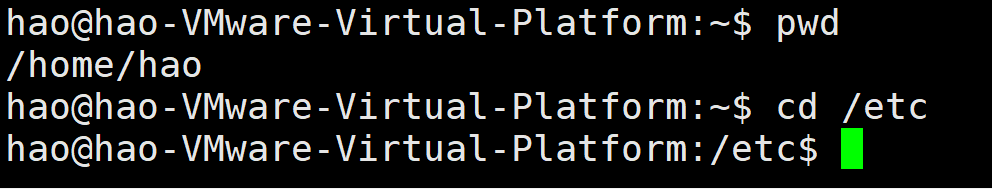 hao@hao-VMware-Virtual-Platform:~$ pwd
/home/hao
hao@hao-VMware-Virtual-Platform:~$ cd /etc
hao@hao-VMware-Virtual-Platform:/etc$